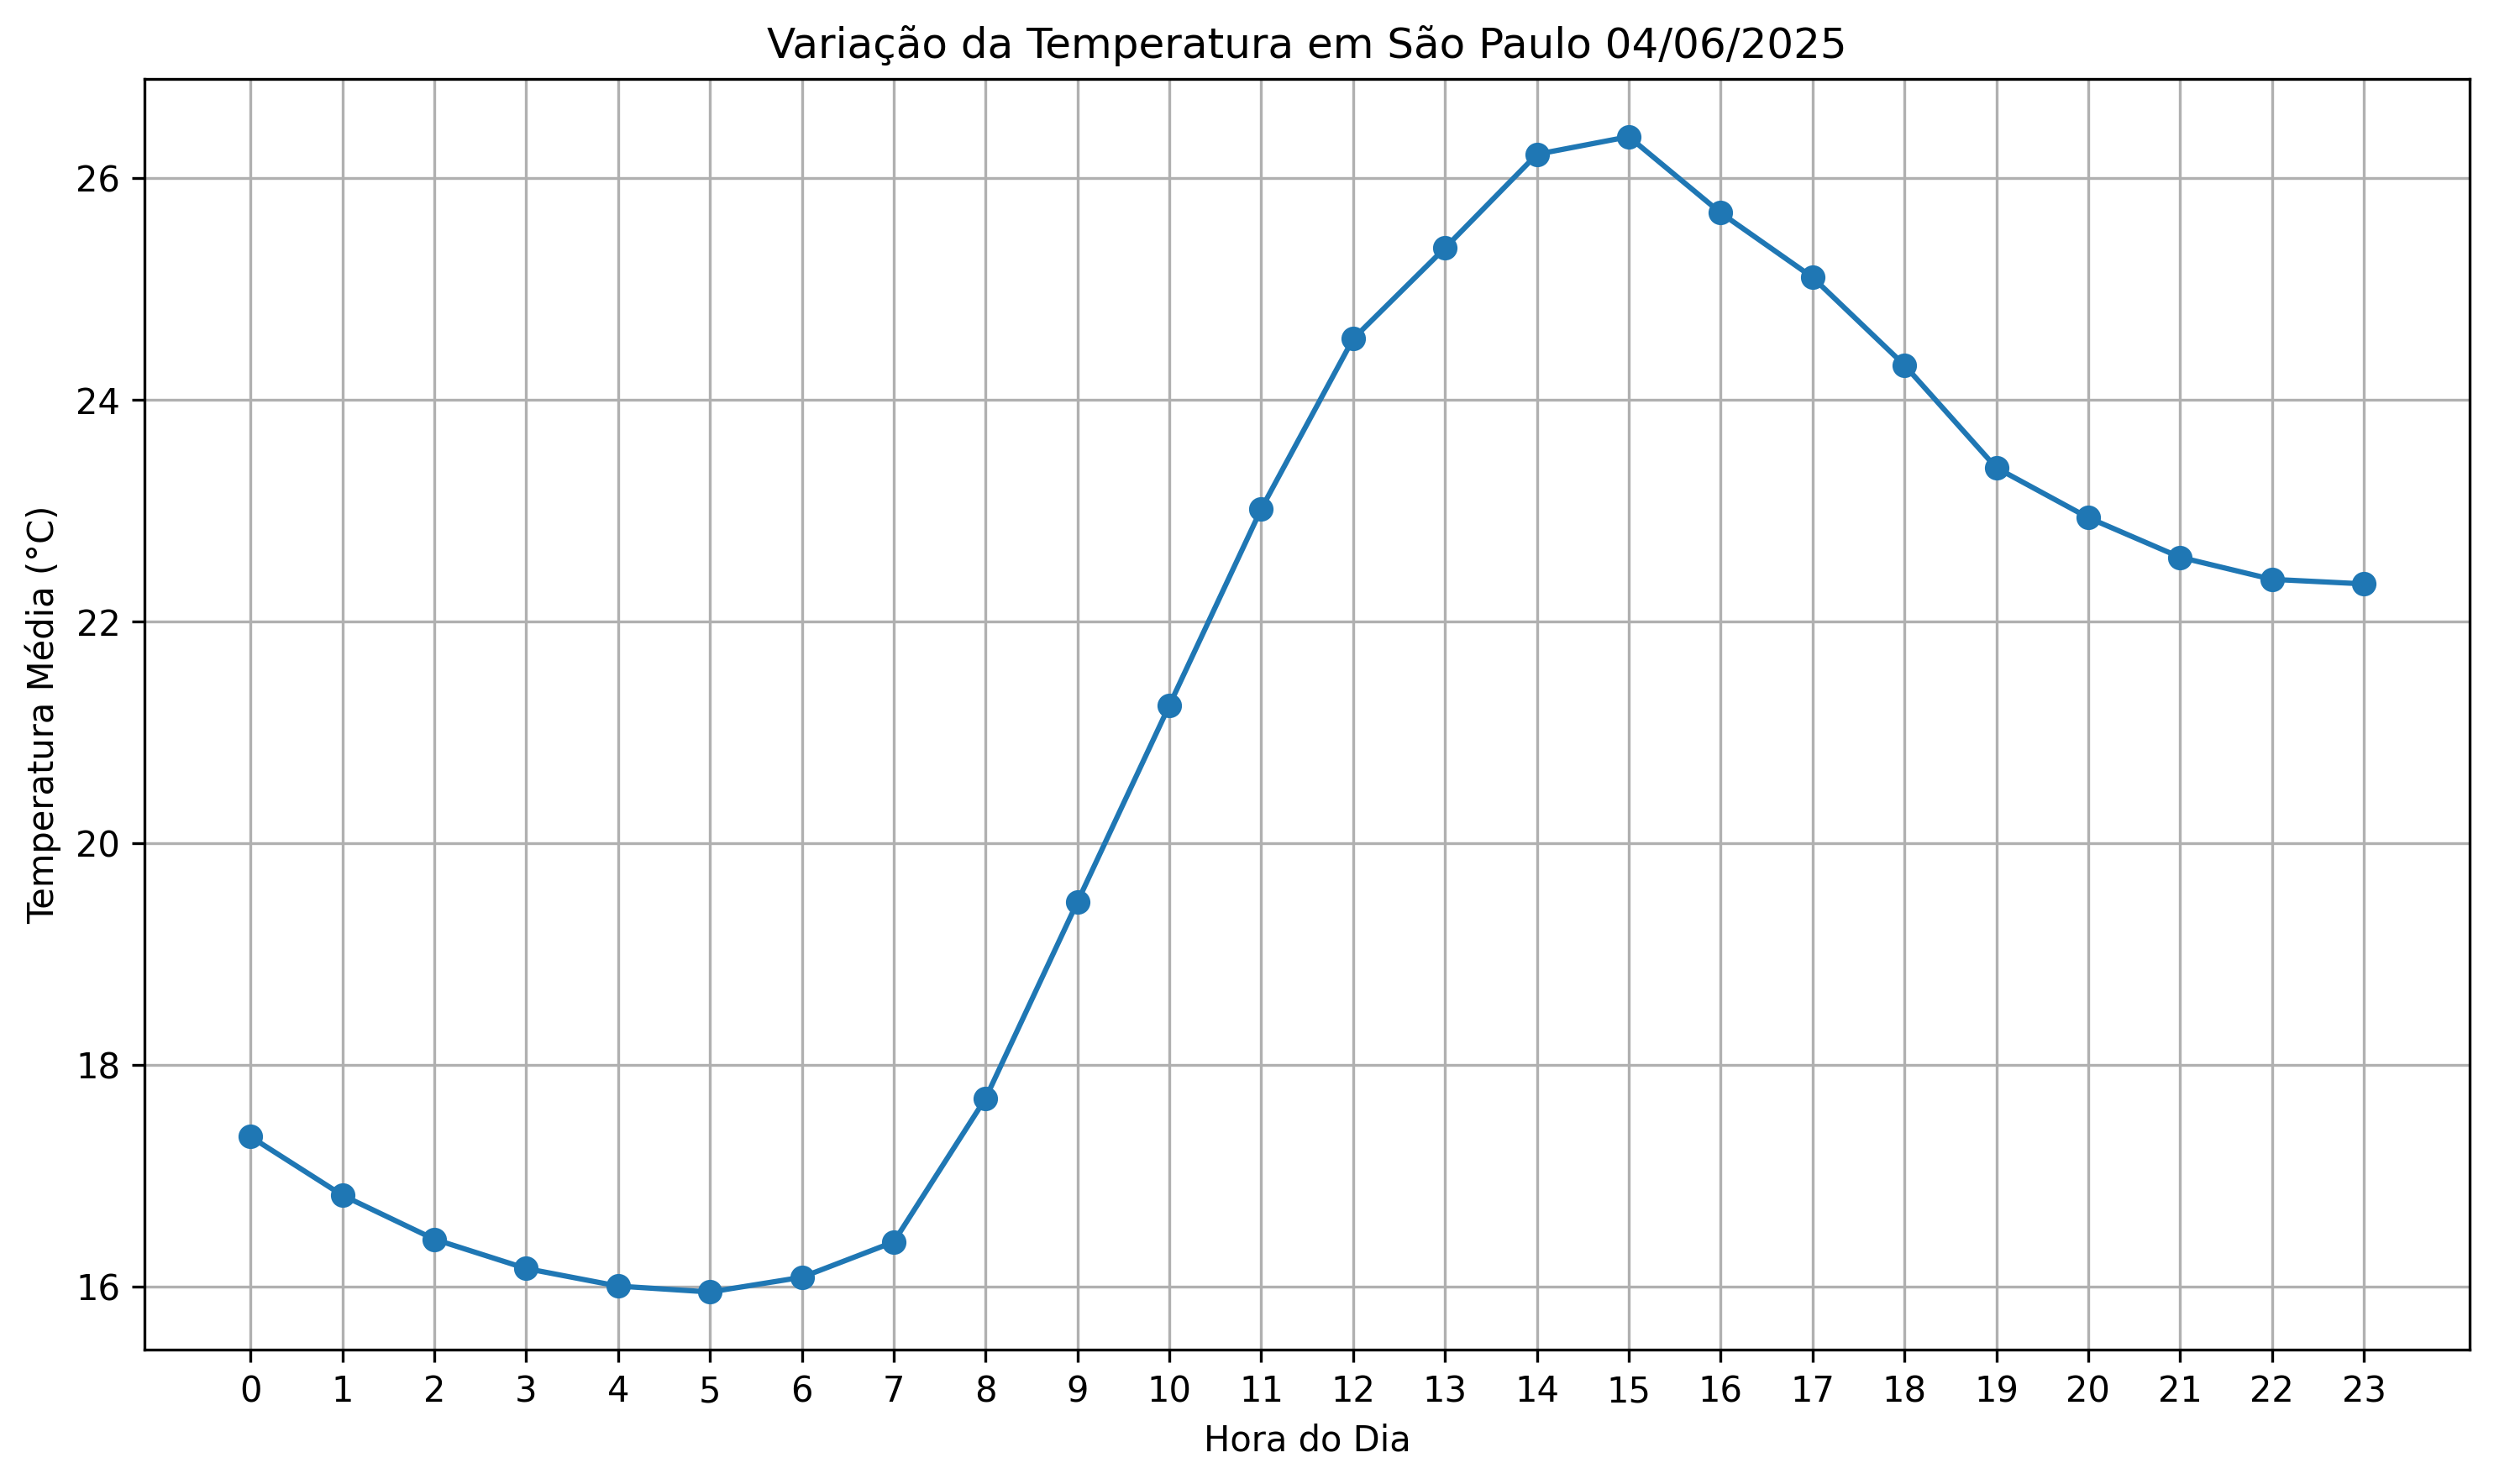 Variação da Temperatura em São Paulo 04/06/2025
Temperatura Média (°C)
26
24
22
20
18
16
0 1 2 3 4 5 6 7 8 9 10 11 12 13 14 15 16 17 18 19 20 21 22 23
Hora do Dia